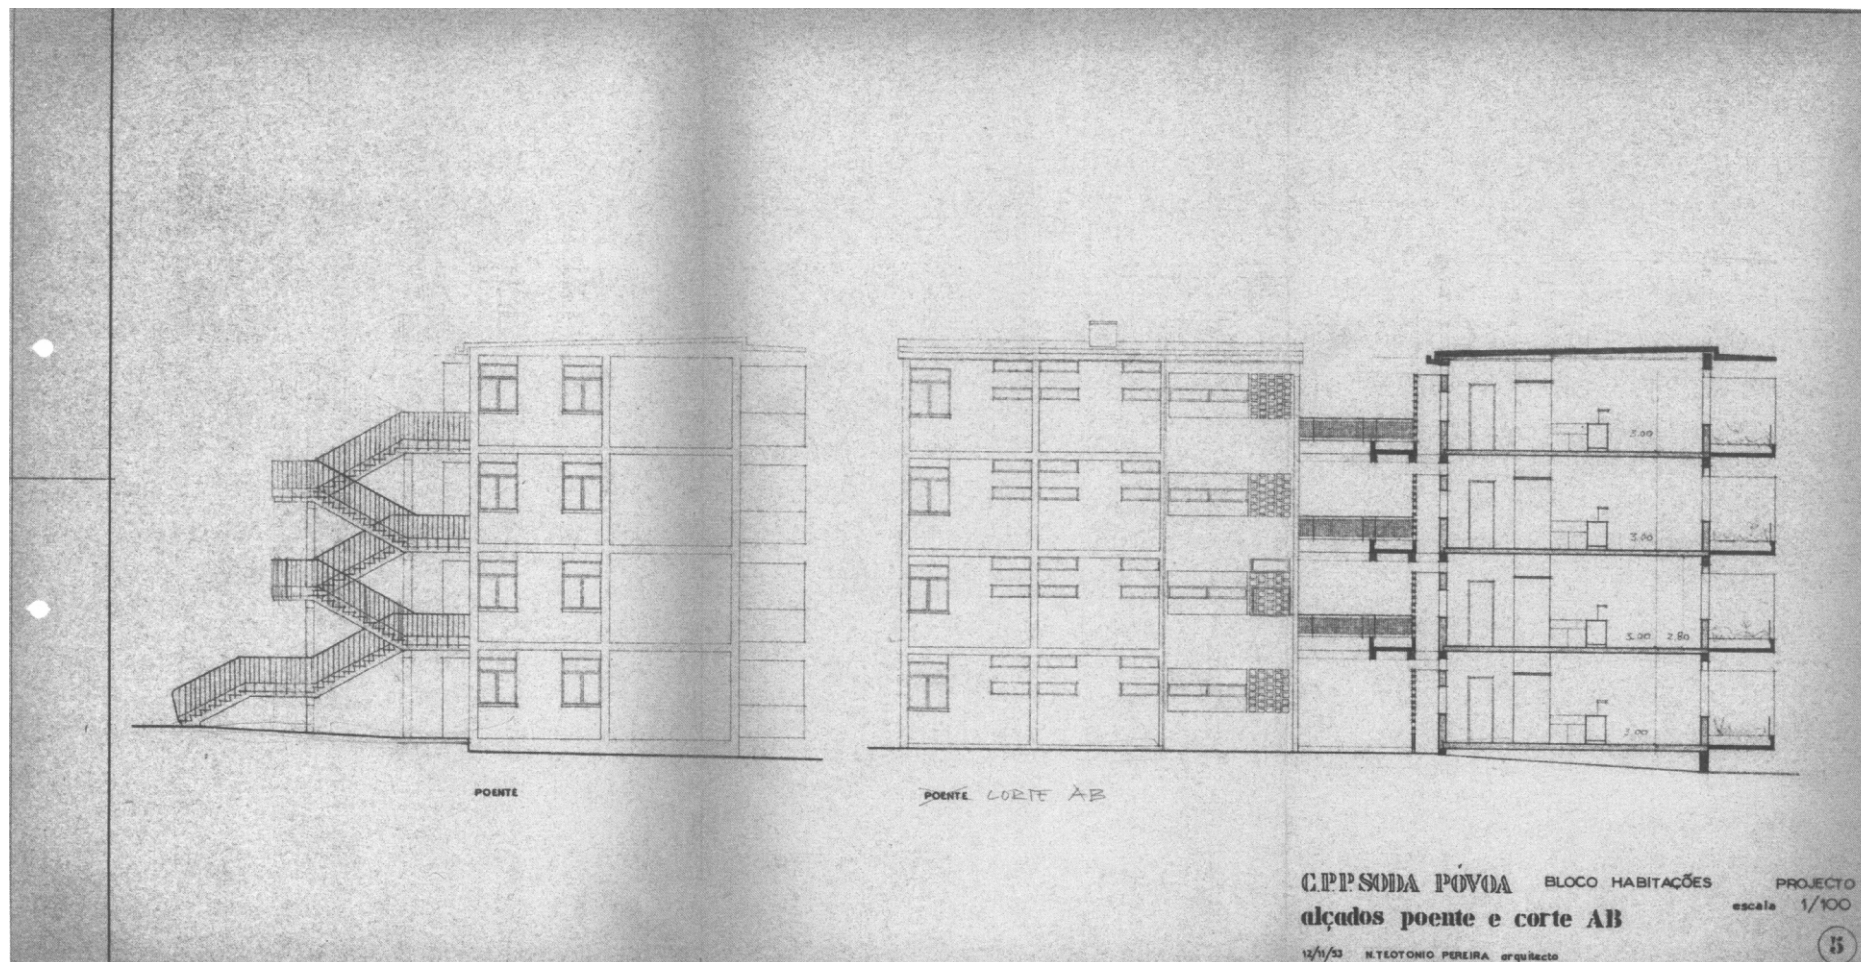 3.00
3.00
3.00 2.80
3.00
POENTE
POENTE CORTE AB
C.P.P. SODA PÓVOA BLOCO HABITAÇÕES PROJECTO
alçados poente e corte AB escala 1/100
12/11/53 N. TEOTONIO PEREIRA arquitecto
5